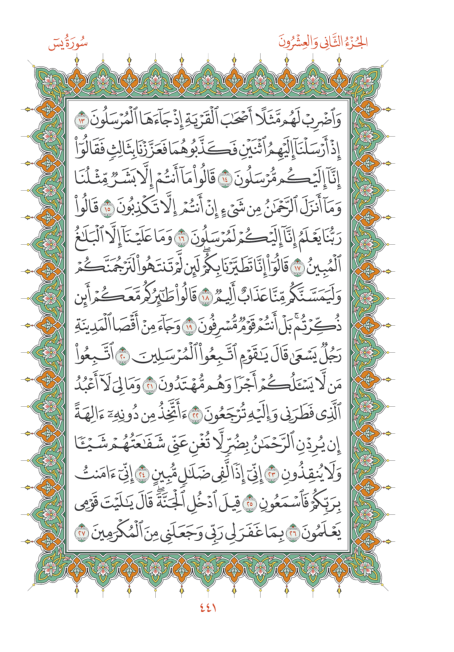 الجُزْءُ الثَّانِي وَالعِشْرُونَ
سُورَةُ يسٓ
وَٱضْرِبْ لَهُم مَّثَلًا أَصْحَٰبَ ٱلْقَرْيَةِ إِذْ جَآءَهَا ٱلْمُرْسَلُونَ ١٣
إِذْ أَرْسَلْنَآ إِلَيْهِمُ ٱثْنَيْنِ فَكَذَّبُوهُمَا فَعَزَّزْنَا بِثَالِثٍ فَقَالُوٓا۟
إِنَّآ إِلَيْكُم مُّرْسَلُونَ ١٤ قَالُوا۟ مَآ أَنتُمْ إِلَّا بَشَرٌ مِّثْلُنَا
وَمَآ أَنزَلَ ٱلرَّحْمَٰنُ مِن شَىْءٍ إِنْ أَنتُمْ إِلَّا تَكْذِبُونَ ١٥ قَالُوا۟
رَبُّنَا يَعْلَمُ إِنَّآ إِلَيْكُمْ لَمُرْسَلُونَ ١٦ وَمَا عَلَيْنَآ إِلَّا ٱلْبَلَٰغُ
ٱلْمُبِينُ ١٧ قَالُوٓا۟ إِنَّا تَطَيَّرْنَا بِكُمْ ۖ لَئِن لَّمْ تَنتَهُوا۟ لَنَرْجُمَنَّكُمْ
وَلَيَمَسَّنَّكُم مِّنَّا عَذَابٌ أَلِيمٌ ١٨ قَالُوا۟ طَٰٓئِرُكُم مَّعَكُمْ ۚ أَئِن
ذُكِّرْتُم ۚ بَلْ أَنتُمْ قَوْمٌ مُّسْرِفُونَ ١٩ وَجَآءَ مِنْ أَقْصَا ٱلْمَدِينَةِ
رَجُلٌ يَسْعَىٰ قَالَ يَٰقَوْمِ ٱتَّبِعُوا۟ ٱلْمُرْسَلِينَ ٢٠ ٱتَّبِعُوا۟
مَن لَّا يَسْـَٔلُكُمْ أَجْرًا وَهُم مُّهْتَدُونَ ٢١ وَمَا لِىَ لَآ أَعْبُدُ
ٱلَّذِى فَطَرَنِى وَإِلَيْهِ تُرْجَعُونَ ٢٢ ءَأَتَّخِذُ مِن دُونِهِۦٓ ءَالِهَةً
إِن يُرِدْنِ ٱلرَّحْمَٰنُ بِضُرٍّ لَّا تُغْنِ عَنِّى شَفَٰعَتُهُمْ شَيْـًٔا
وَلَا يُنقِذُونِ ٢٣ إِنِّىٓ إِذًا لَّفِى ضَلَٰلٍ مُّبِينٍ ٢٤ إِنِّىٓ ءَامَنتُ
بِرَبِّكُمْ فَٱسْمَعُونِ ٢٥ قِيلَ ٱدْخُلِ ٱلْجَنَّةَ ۖ قَالَ يَٰلَيْتَ قَوْمِى
يَعْلَمُونَ ٢٦ بِمَا غَفَرَ لِى رَبِّى وَجَعَلَنِى مِنَ ٱلْمُكْرَمِينَ ٢٧
٤٤١